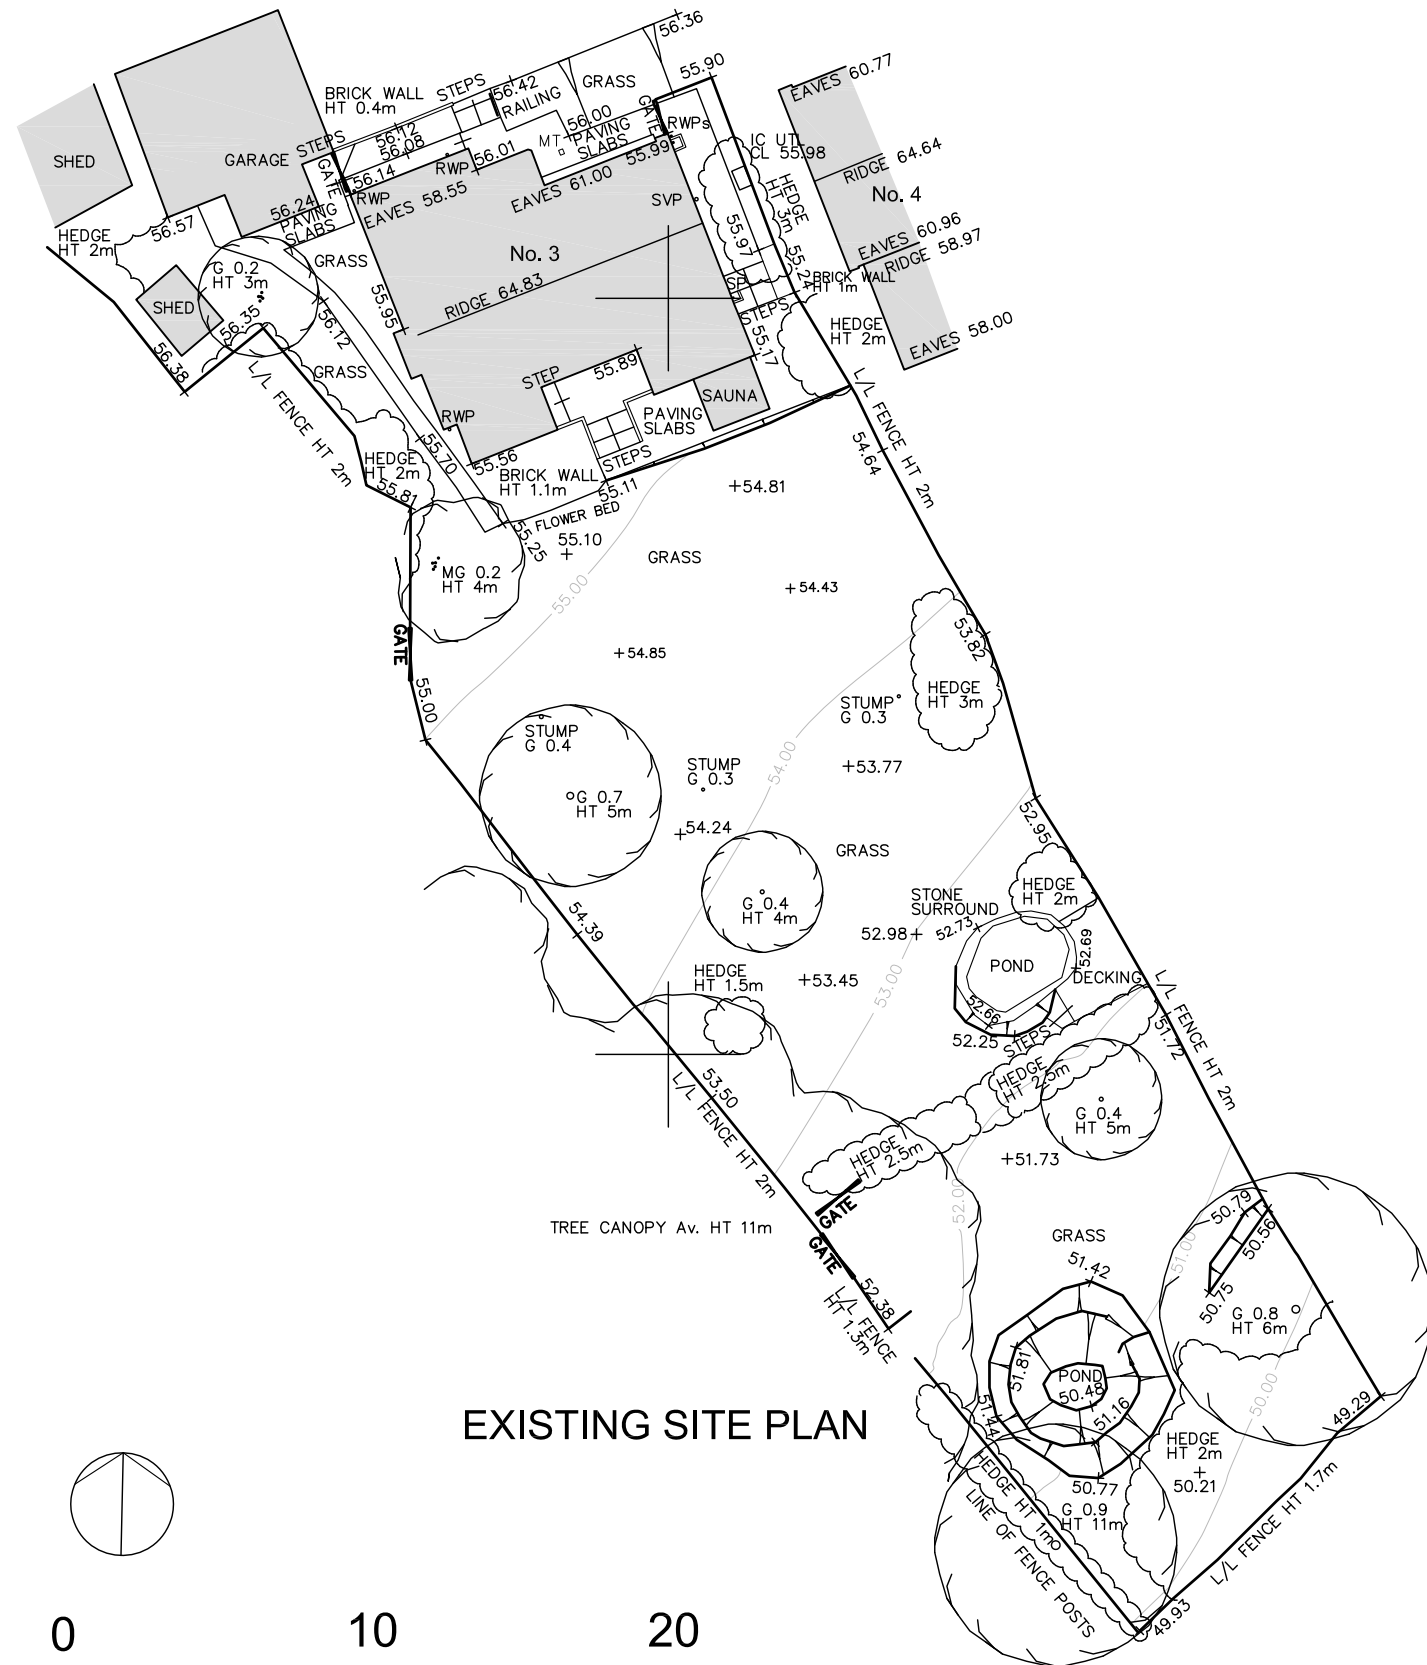 56.36
55.90
EAVES 60.77
BRICK WALL
HT 0.4m
STEPS
56.42
RAILING
GRASS
GATE
RWPs
SHED
GARAGE
STEPS
56.12
56.08
56.14
GATE
RWP
RWP
56.01
MT
56.00
PAVING
SLABS
55.99
IC UTL
CL 55.98
RIDGE 64.64
No. 4
56.24
PAVING
SLABS
56.57
EAVES 58.55
EAVES 61.00
SVP
HEDGE
HT 3m
55.97
HEDGE
HT 2m
EAVES 60.96
RIDGE 58.97
GRASS
No. 3
G 0.2
HT 3m
SP
55.24
BRICK WALL
HT 1m
SHED
RIDGE 64.83
55.95
STEPS
56.35
56.12
HEDGE
HT 2m
EAVES 58.00
56.38
GRASS
55.17
STEP
55.89
SAUNA
L/L FENCE HT 2m
L/L FENCE HT 2m
RWP
PAVING
SLABS
54.64
55.70
HEDGE
HT 2m
55.56
STEPS
BRICK WALL
HT 1.1m
55.81
55.11
+54.81
FLOWER BED
55.25
55.10
GRASS
MG 0.2
HT 4m
55.00
+54.43
GATE
+54.85
53.82
55.00
HEDGE
HT 3m
STUMP
G 0.3
STUMP
G 0.4
STUMP
G 0.3
54.00
+53.77
G 0.7
HT 5m
54.24
52.95
GRASS
HEDGE
HT 2m
G 0.4
HT 4m
STONE
SURROUND
54.39
52.98+
52.73
52.69
POND
DECKING
HEDGE
HT 1.5m
+53.45
53.00
L/L FENCE HT 2m
52.66
52.25
STEPS
51.72
HEDGE
HT 2.5m
53.50
L/L FENCE HT 2m
G 0.4
HT 5m
HEDGE
HT 2.5m
+51.73
52.00
GATE
TREE CANOPY Av. HT 11m
GATE
50.79
50.56
GRASS
51.00
51.42
52.38
L/L FENCE
HT 1.3m
50.75
G 0.8
HT 6m
51.81
POND
50.48
51.16
51.44
50.00
49.29
EXISTING SITE PLAN
HEDGE
HT 2m
50.21
50.77
G 0.9
HT 11m
HEDGE HT 1m
LINE OF FENCE POSTS
L/L FENCE HT 1.7m
49.93
0
10
20